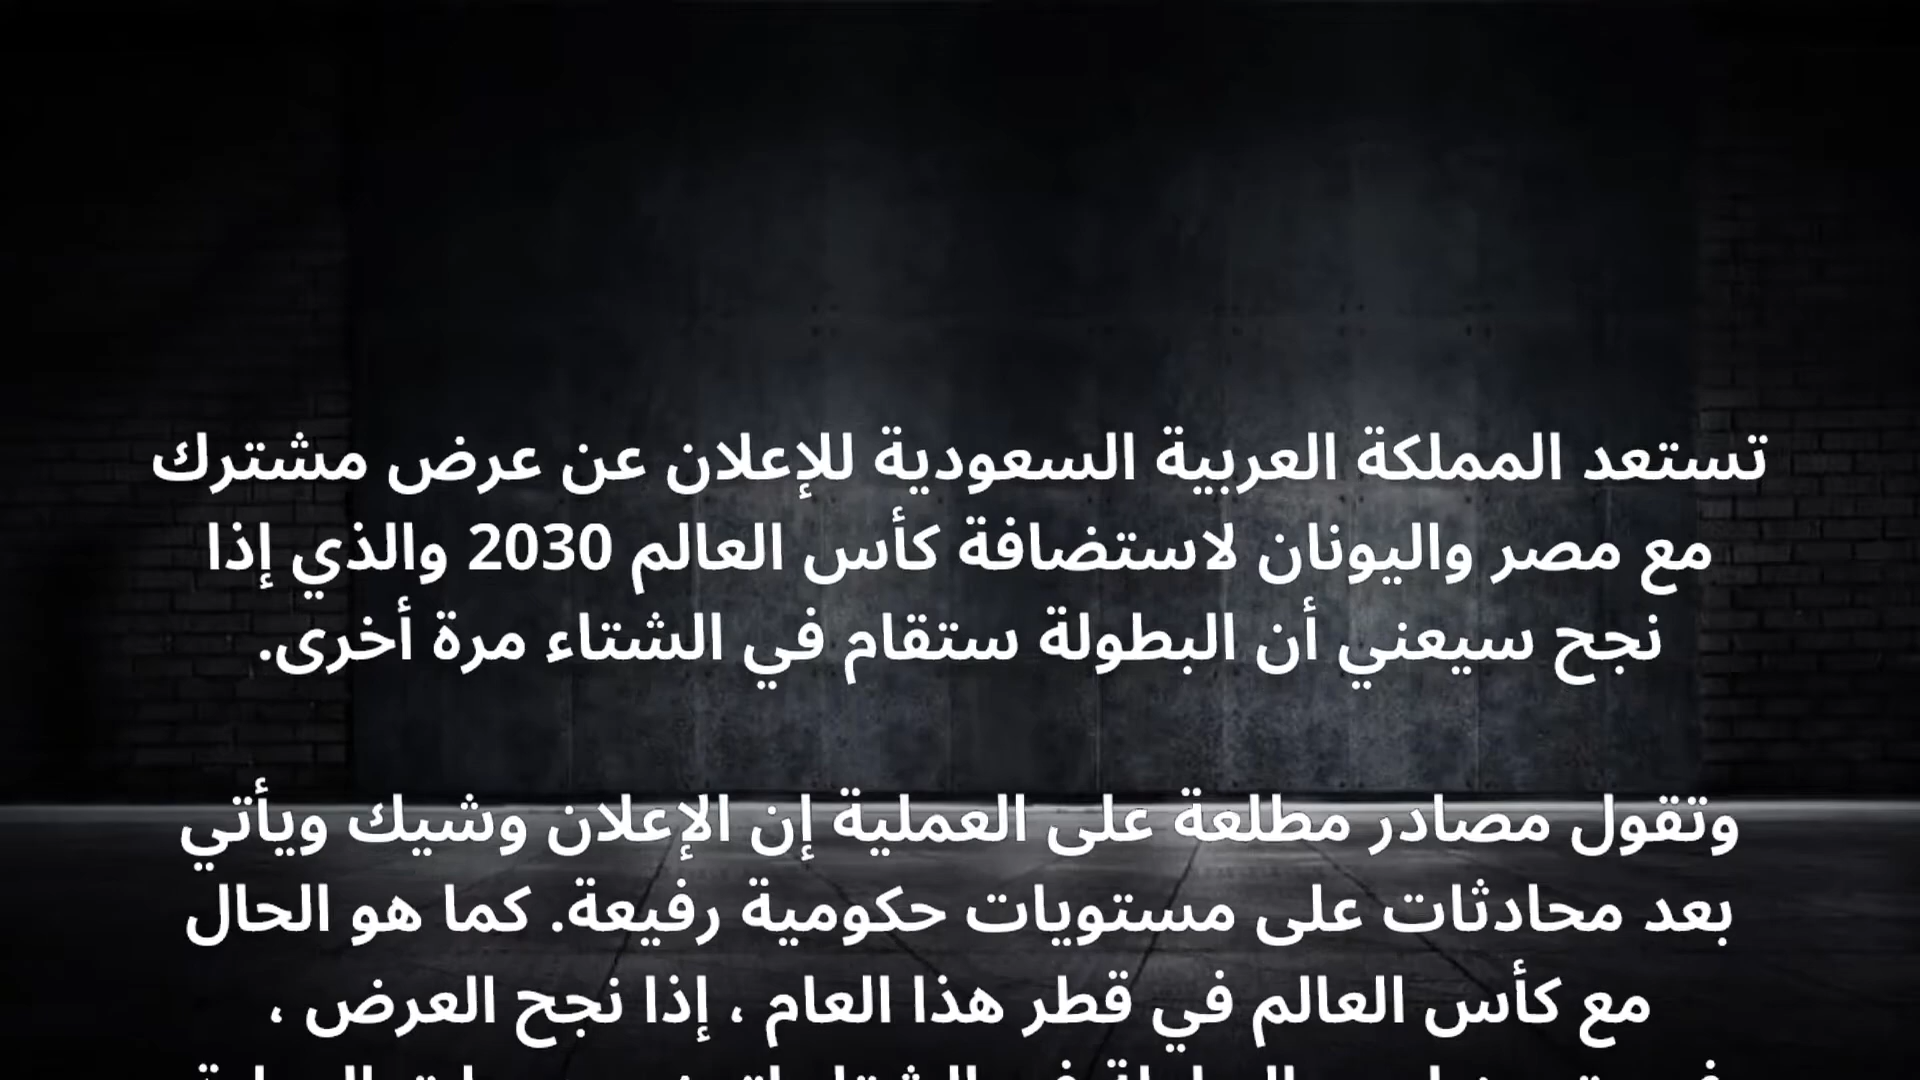 تستعد المملكة العربية السعودية للإعلان عن عرض مشترك
مع مصر واليونان لاستضافة كأس العالم 2030 والذي إذا
نجح سيعني أن البطولة ستقام في الشتاء مرة أخرى.
وتقول مصادر مطلعة على العملية إن الإعلان وشيك ويأتي
بعد محادثات على مستويات حكومية رفيعة. كما هو الحال
مع كأس العالم في قطر هذا العام ، إذا نجح العرض ،